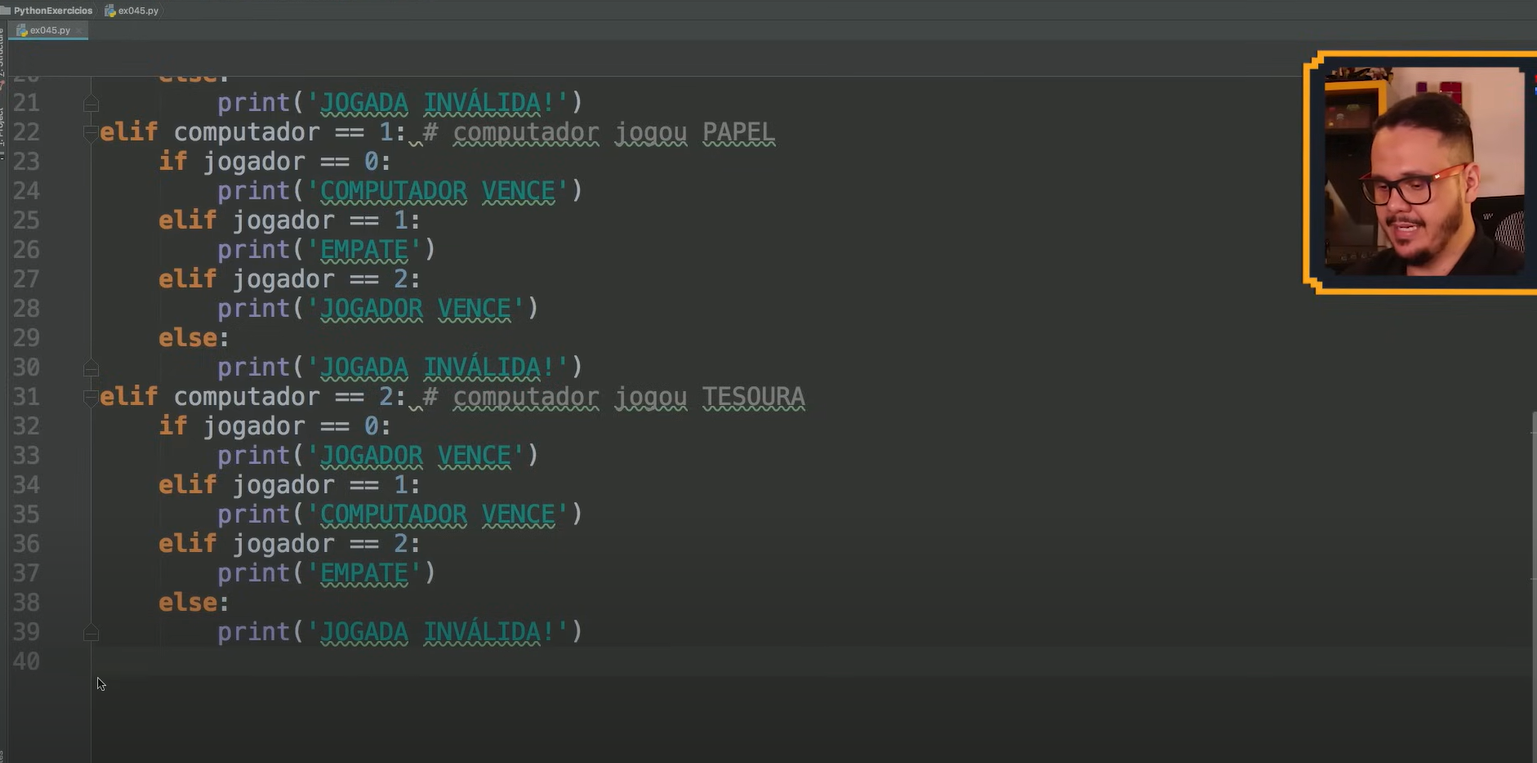 PythonExercicios ex045.py
ex045.py
20 else:
21 print('JOGADA INVÁLIDA!')
22 elif computador == 1: # computador jogou PAPEL
23 if jogador == 0:
24 print('COMPUTADOR VENCE')
25 elif jogador == 1:
26 print('EMPATE')
27 elif jogador == 2:
28 print('JOGADOR VENCE')
29 else:
30 print('JOGADA INVÁLIDA!')
31 elif computador == 2: # computador jogou TESOURA
32 if jogador == 0:
33 print('JOGADOR VENCE')
34 elif jogador == 1:
35 print('COMPUTADOR VENCE')
36 elif jogador == 2:
37 print('EMPATE')
38 else:
39 print('JOGADA INVÁLIDA!')
40
Structure
1: Project